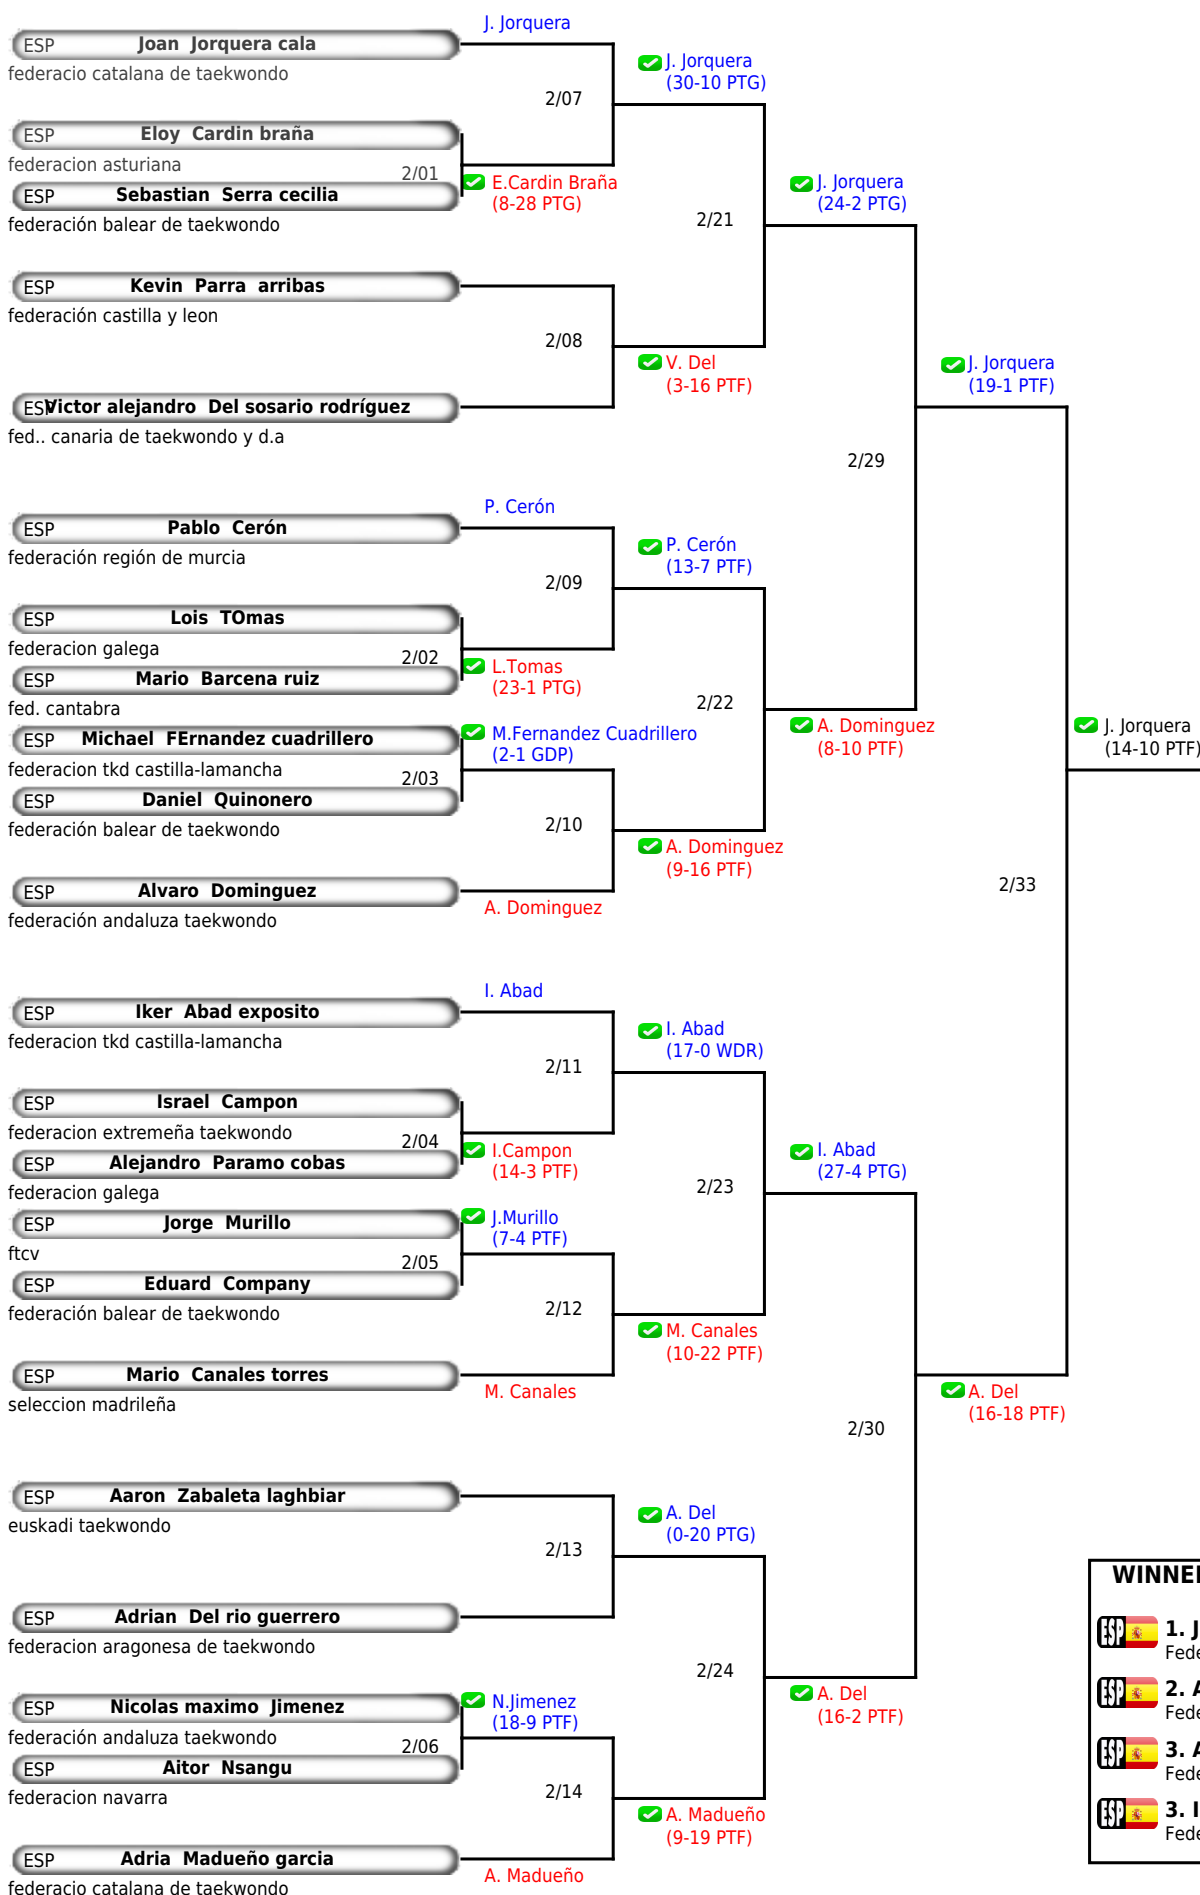 J. Jorquera
ESP Joan Jorquera cala
federacio catalana de taekwondo
J. Jorquera
(30-10 PTG)
2/07
ESP Eloy Cardin braña
federacion asturiana
2/01
E.Cardin Braña
(8-28 PTG)
ESP Sebastian Serra cecilia
federación balear de taekwondo
J. Jorquera
(24-2 PTG)
2/21
ESP Kevin Parra arribas
federación castilla y leon
2/08
V. Del
(3-16 PTF)
J. Jorquera
(19-1 PTF)
ESP Victor alejandro Del sosario rodríguez
fed.. canaria de taekwondo y d.a
2/29
P. Cerón
ESP Pablo Cerón
federación región de murcia
P. Cerón
(13-7 PTF)
2/09
ESP Lois TOmas
federacion galega
2/02
L.Tomas
(23-1 PTG)
ESP Mario Barcena ruiz
fed. cantabra
2/22
ESP Michael FErnandez cuadrillero
federacion tkd castilla-lamancha
M.Fernandez Cuadrillero
(2-1 GDP)
A. Dominguez
(8-10 PTF)
J. Jorquera
(14-10 PTF)
2/03
ESP Daniel Quinonero
federación balear de taekwondo
2/10
A. Dominguez
(9-16 PTF)
ESP Alvaro Dominguez
federación andaluza taekwondo
A. Dominguez
2/33
I. Abad
ESP Iker Abad exposito
federacion tkd castilla-lamancha
I. Abad
(17-0 WDR)
2/11
ESP Israel Campon
federacion extremeña taekwondo
2/04
I.Campon
(14-3 PTF)
I. Abad
(27-4 PTG)
ESP Alejandro Paramo cobas
federacion galega
2/23
ESP Jorge Murillo
ftcv
J.Murillo
(7-4 PTF)
2/05
ESP Eduard Company
federación balear de taekwondo
2/12
M. Canales
(10-22 PTF)
ESP Mario Canales torres
seleccion madrileña
M. Canales
A. Del
(16-18 PTF)
2/30
ESP Aaron Zabaleta laghbiar
euskadi taekwondo
A. Del
(0-20 PTG)
2/13
ESP Adrian Del rio guerrero
federacion aragonesa de taekwondo
2/24
ESP Nicolas maximo Jimenez
federación andaluza taekwondo
N.Jimenez
(18-9 PTF)
A. Del
(16-2 PTF)
2/06
ESP Aitor Nsangu
federacion navarra
2/14
A. Madueño
(9-19 PTF)
ESP Adria Madueño garcia
federacio catalana de taekwondo
A. Madueño
ESP 1. J
ESP 2. A
ESP 3. A
ESP 3. I